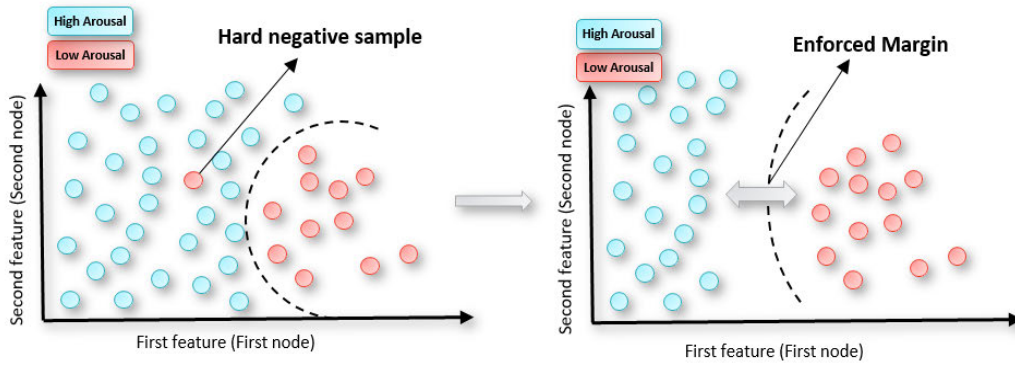 High Arousal
Low Arousal
Hard negative sample
Second feature (Second node)
First feature (First node)
High Arousal
Low Arousal
Enforced Margin
Second feature (Second node)
First feature (First node)